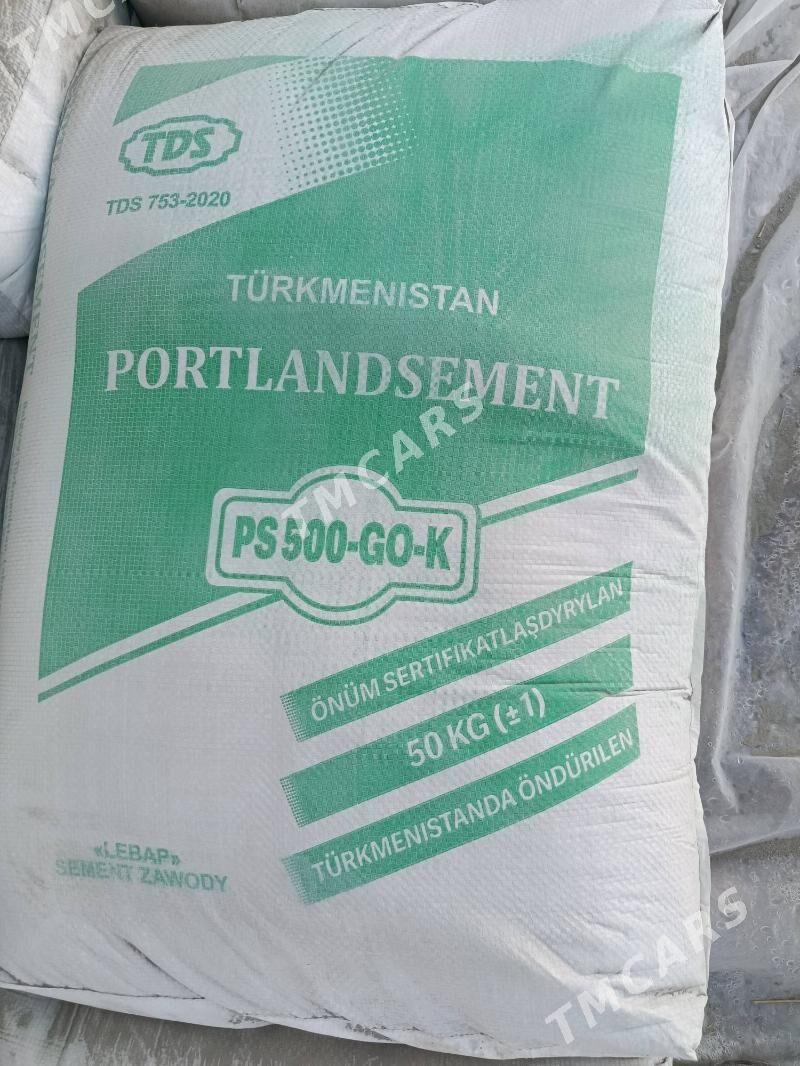 TDS
TDS 753-2020
TÜRKMENISTAN
PORTLANDSEMENT
PS 500-GO-K
ÖNÜM SERTIFIKATLAŞDYRYLAN
50 KG (±1)
TÜRKMENISTANDA ÖNDÜRILEN
«LEBAP»
SEMENT ZAWODY
TMCARS
TMCARS